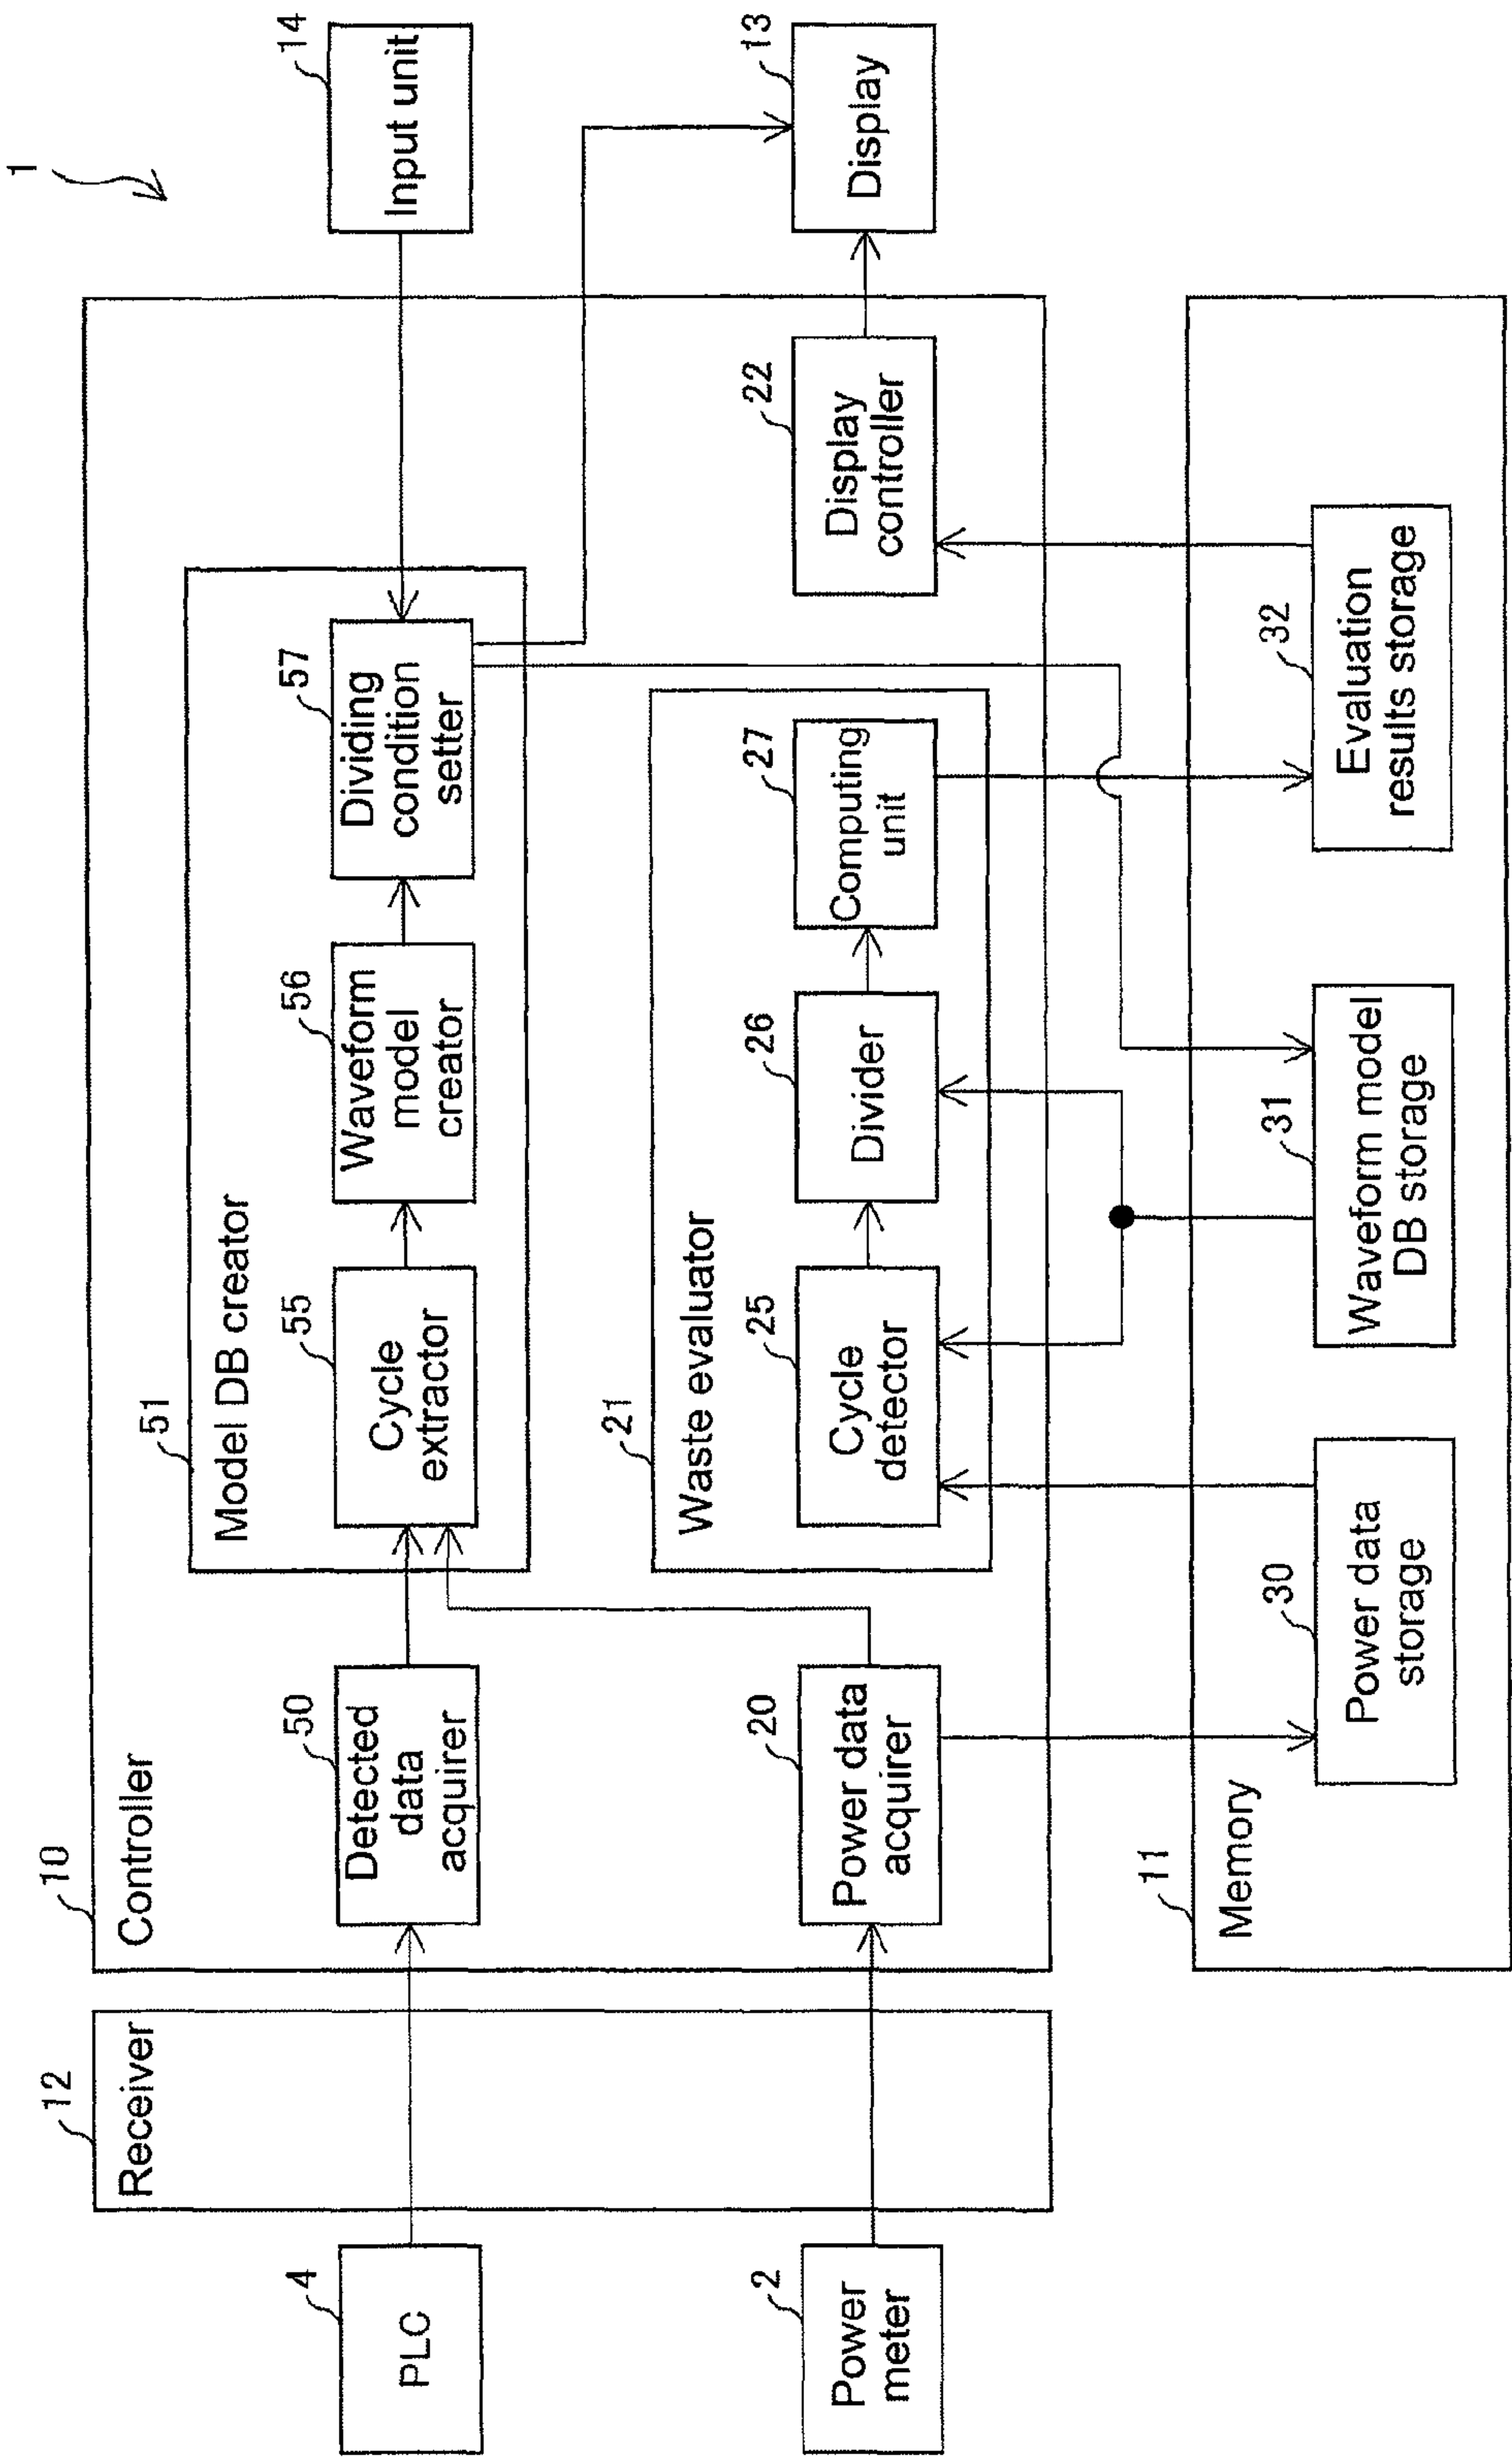 1
10
Controller
12
Receiver
51
Model DB creator
4
PLC
50
Detected
data
acquirer
55
Cycle
extractor
56
Waveform
model
creator
57
Dividing
condition
setter
14
Input unit
21
Waste evaluator
2
Power
meter
20
Power data
acquirer
25
Cycle
detector
26
Divider
27
Computing
unit
22
Display
controller
13
Display
11
Memory
30
Power data
storage
31
Waveform model
DB storage
32
Evaluation
results storage